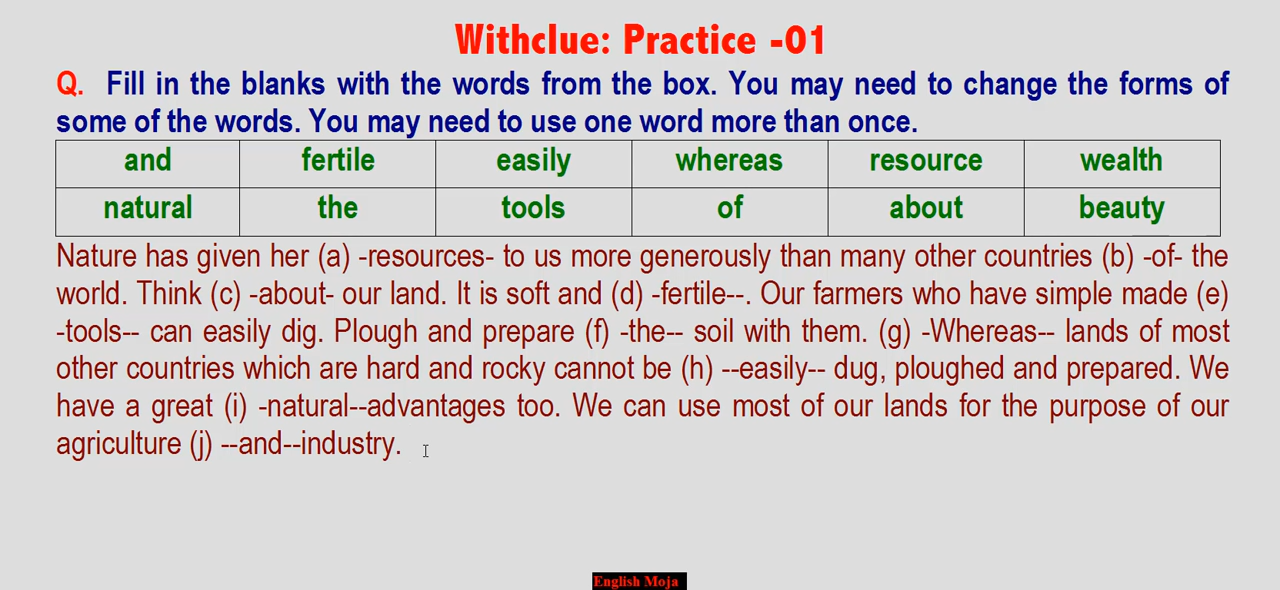 Withclue: Practice -01
Q. Fill in the blanks with the words from the box. You may need to change the forms of
some of the words. You may need to use one word more than once.
and fertile easily whereas resource wealth
natural the tools of about beauty
Nature has given her (a) -resources- to us more generously than many other countries (b) -of- the
world. Think (c) -about- our land. It is soft and (d) -fertile--. Our farmers who have simple made (e)
-tools-- can easily dig. Plough and prepare (f) -the-- soil with them. (g) -Whereas-- lands of most
other countries which are hard and rocky cannot be (h) --easily-- dug, ploughed and prepared. We
have a great (i) -natural--advantages too. We can use most of our lands for the purpose of our
agriculture (j) --and--industry.
English Moja